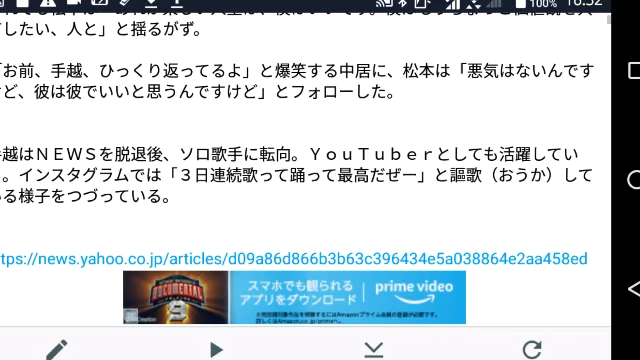 100% 16:52
したい、人と」と揺るがず。
「お前、手越、ひっくり返ってるよ」と爆笑する中居に、松本は「悪気はないんです
ど、彼は彼でいいと思うんですけど」とフォローした。
手越はＮＥＷＳを脱退後、ソロ歌手に転向。ＹｏｕＴｕｂｅｒとしても活躍してい
。インスタグラムでは「３日連続歌って踊って最高だぜー」と謳歌（おうか）して
る様子をつづっている。
tps://news.yahoo.co.jp/articles/d09a86d866b3b63c396434e5a038864e2aa458ed
DOCUMENTAL
スマホでも観られる
アプリをダウンロード
prime video